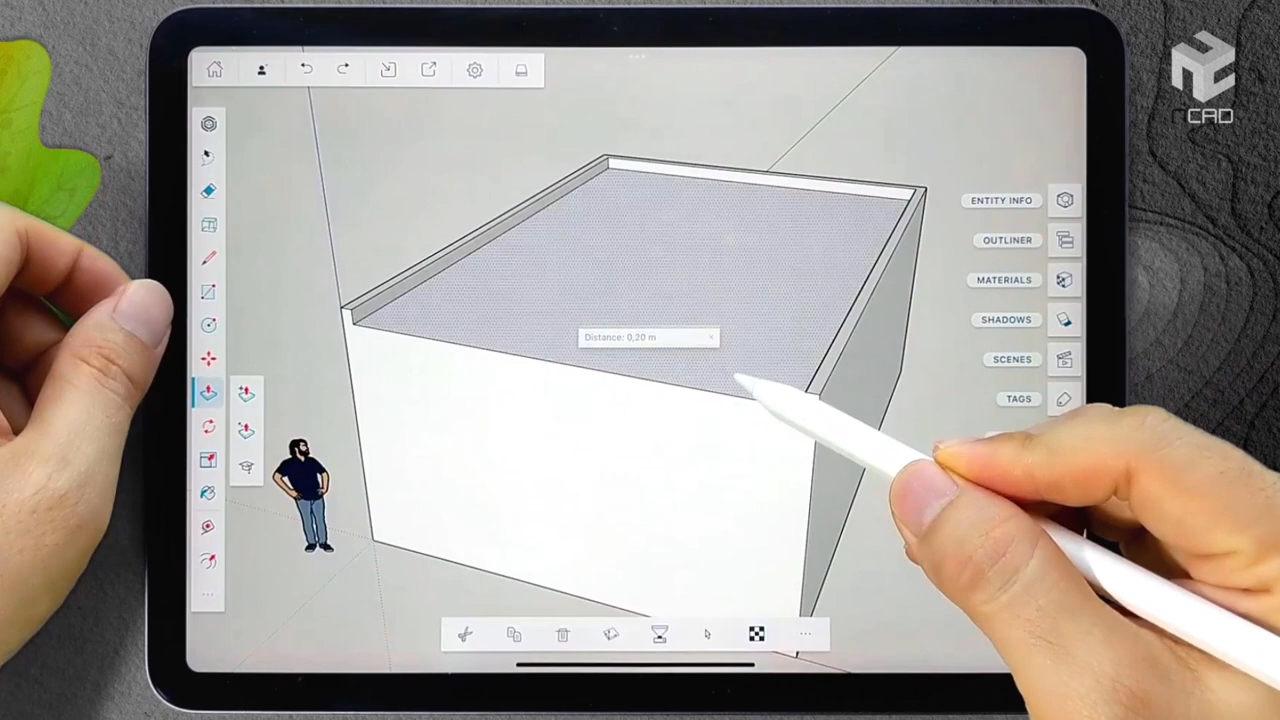 CAD
ENTITY INFO
OUTLINER
MATERIALS
SHADOWS
SCENES
TAGS
Distance: 0,20 m